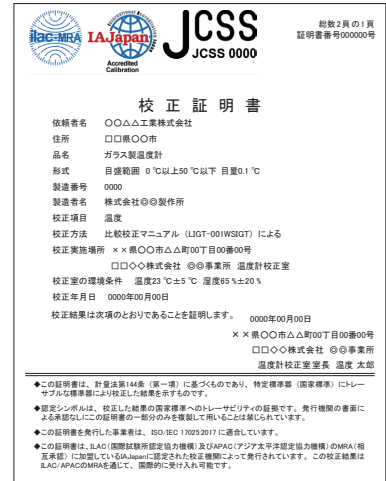 ilac-MRA
International Accreditation Japan
IAJapan
Accredited
Calibration
JCSS
JCSS 0000
総数2頁の1頁
証明書番号000000号
校正証明書
依頼者名 〇〇△△工業株式会社
住所 □□県〇〇市
品名 ガラス製温度計
形式 目盛範囲 0 ℃以上50 ℃以下 目量0.1 ℃
製造番号 0000
製造者名 株式会社◎◎製作所
校正項目 温度
校正方法 比較校正マニュアル(LIGT-001WSIGT)による
校正実施場所 ××県〇〇市△△町00丁目00番00号
□□◇◇株式会社 ◎◎事業所 温度計校正室
校正室の環境条件 温度23 ℃±5 ℃ 湿度65 %±20 %
校正年月日 0000年00月00日
校正結果は次項のとおりであることを証明します。
0000年00月00日
××県〇〇市△△町00丁目00番00号
□□◇◇株式会社 ◎◎事業所
温度計校正室室長 温度 太郎
◆この証明書は、計量法第144条(第一項)に基づくものであり、特定標準器(国家標準)にトレー
サブルな標準器により校正した結果を示すものです。
◆認定シンボルは、校正した結果の国家標準へのトレーサビリティの証拠です。発行機関の書面に
よる承認なしにこの証明書の一部分のみを複製して用いることは禁じられています。
◆この証明書を発行した事業者は、ISO/IEC 17025:2017 に適合しています。
◆この証明書は、ILAC(国際試験所認定協力機構)及びAPAC(アジア太平洋認定協力機構)のMRA(相
互承認)に加盟しているIAJapanに認定された校正機関によって発行されています。この校正結果は
ILAC/APACのMRAを通じて、国際的に受け入れ可能です。